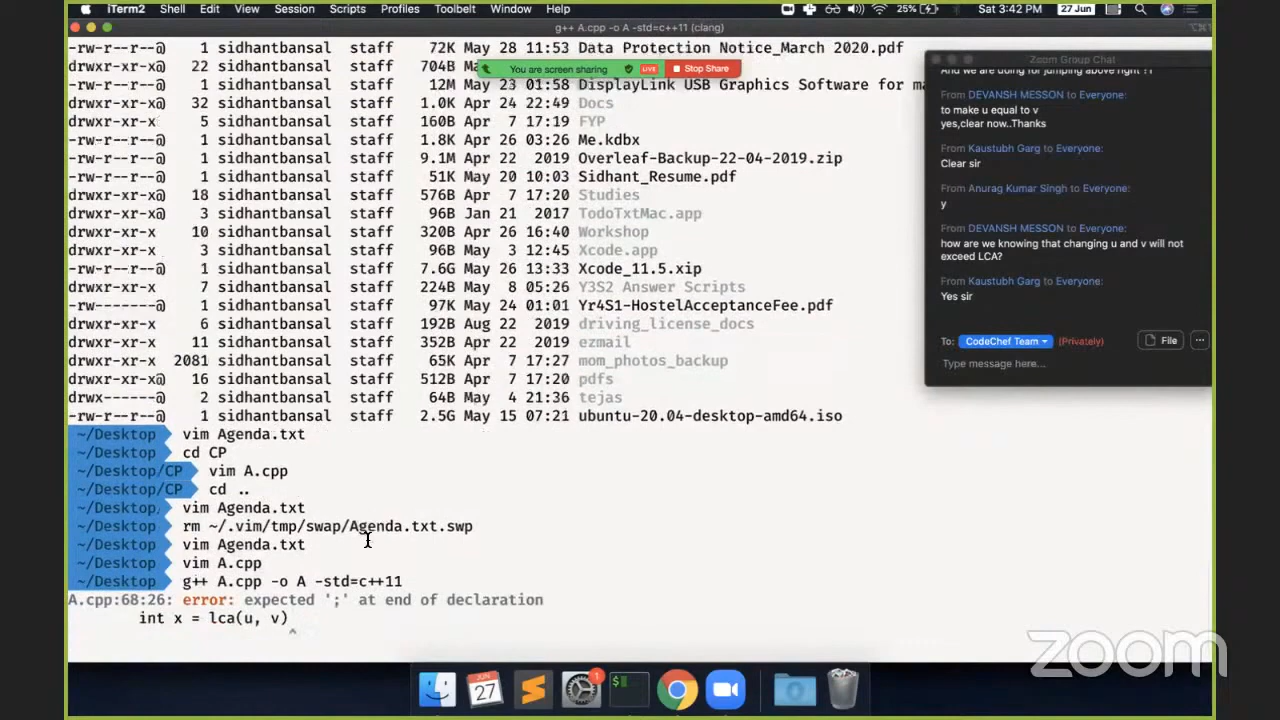 iTerm2 Shell Edit View Session Scripts Profiles Toolbelt Window Help 25% Sat 3:42 PM 27 Jun
g++ A.cpp -o A -std=c++11 (clang)
-rw-r--r--@ 1 sidhantbansal staff 72K May 28 11:53 Data Protection Notice_March 2020.pdf
drwxr-xr-x@ 22 sidhantbansal staff 704B
You are screen sharing LIVE Stop Share
-rw-r--r--@ 1 sidhantbansal staff 12M May 23 01:58 DisplayLink USB Graphics Software for
drwxr-xr-x@ 32 sidhantbansal staff 1.0K Apr 24 22:49 Docs
drwxr-xr-x 5 sidhantbansal staff 160B Apr 7 17:19 FYP
-rw-r--r--@ 1 sidhantbansal staff 1.8K Apr 26 03:26 Me.kdbx
-rw-r--r--@ 1 sidhantbansal staff 9.1M Apr 22 2019 Overleaf-Backup-22-04-2019.zip
-rw-r--r--@ 1 sidhantbansal staff 51K May 20 10:03 Sidhant_Resume.pdf
drwxr-xr-x@ 18 sidhantbansal staff 576B Apr 7 17:20 Studies
drwxr-xr-x@ 3 sidhantbansal staff 96B Jan 21 2017 TodoTxtMac.app
drwxr-xr-x 10 sidhantbansal staff 320B Apr 26 16:40 Workshop
drwxr-xr-x 3 sidhantbansal staff 96B May 3 12:45 Xcode.app
-rw-r--r--@ 1 sidhantbansal staff 7.6G May 26 13:33 Xcode_11.5.xip
drwxr-xr-x 7 sidhantbansal staff 224B May 8 05:26 Y3S2 Answer Scripts
-rw-------@ 1 sidhantbansal staff 97K May 24 01:01 Yr4S1-HostelAcceptanceFee.pdf
drwxr-xr-x 6 sidhantbansal staff 192B Aug 22 2019 driving_license_docs
drwxr-xr-x 11 sidhantbansal staff 352B Apr 22 2019 ezmail
drwxr-xr-x 2081 sidhantbansal staff 65K Apr 7 17:27 mom_photos_backup
drwxr-xr-x@ 16 sidhantbansal staff 512B Apr 7 17:20 pdfs
drwx------@ 2 sidhantbansal staff 64B May 4 21:36 tejas
-rw-r--r--@ 1 sidhantbansal staff 2.5G May 15 07:21 ubuntu-20.04-desktop-amd64.iso
~/Desktop vim Agenda.txt
~/Desktop cd CP
~/Desktop/CP vim A.cpp
~/Desktop/CP cd ..
~/Desktop vim Agenda.txt
~/Desktop rm ~/.vim/tmp/swap/Agenda.txt.swp
~/Desktop vim Agenda.txt
~/Desktop vim A.cpp
~/Desktop g++ A.cpp -o A -std=c++11
A.cpp:68:26: error: expected ';' at end of declaration
int x = lca(u, v)
^
Zoom Group Chat
And we are doing for jumping above right ??
From DEVANSH MESSON to Everyone:
to make u equal to v
yes,clear now..Thanks
From Kaustubh Garg to Everyone:
Clear sir
From Anurag Kumar Singh to Everyone:
y
From DEVANSH MESSON to Everyone:
how are we knowing that changing u and v will not
exceed LCA?
From Kaustubh Garg to Everyone:
Yes sir
To: CodeChef Team (Privately) File ...
Type message here...
zoom
JUN
27
1
$